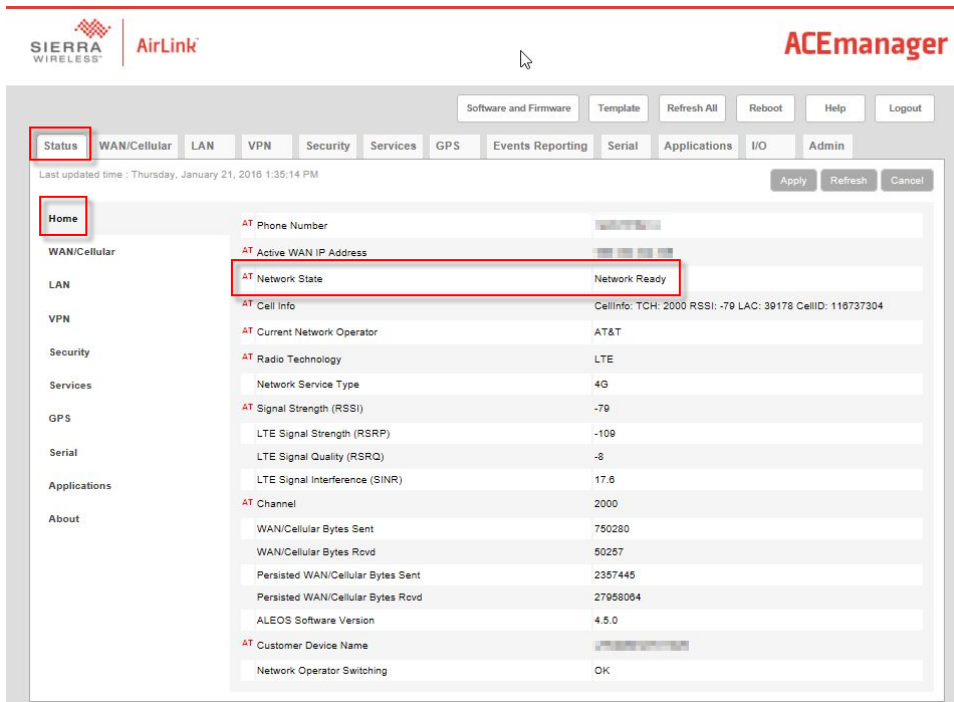 SIERRA WIRELESS AirLink ACEmanager
Software and Firmware Template Refresh All Reboot Help Logout
Status WAN/Cellular LAN VPN Security Services GPS Events Reporting Serial Applications I/O Admin
Last updated time : Thursday, January 21, 2016 1:35:14 PM Apply Refresh Cancel
Home
WAN/Cellular
LAN
VPN
Security
Services
GPS
Serial
Applications
About
AT Phone Number
AT Active WAN IP Address
AT Network State Network Ready
AT Cell Info CellInfo: TCH: 2000 RSSI: -79 LAC: 39178 CellID: 116737304
AT Current Network Operator AT&T
AT Radio Technology LTE
Network Service Type 4G
AT Signal Strength (RSSI) -79
LTE Signal Strength (RSRP) -109
LTE Signal Quality (RSRQ) -8
LTE Signal Interference (SINR) 17.6
AT Channel 2000
WAN/Cellular Bytes Sent 750280
WAN/Cellular Bytes Rcvd 50257
Persisted WAN/Cellular Bytes Sent 2357445
Persisted WAN/Cellular Bytes Rcvd 27958064
ALEOS Software Version 4.5.0
AT Customer Device Name
Network Operator Switching OK